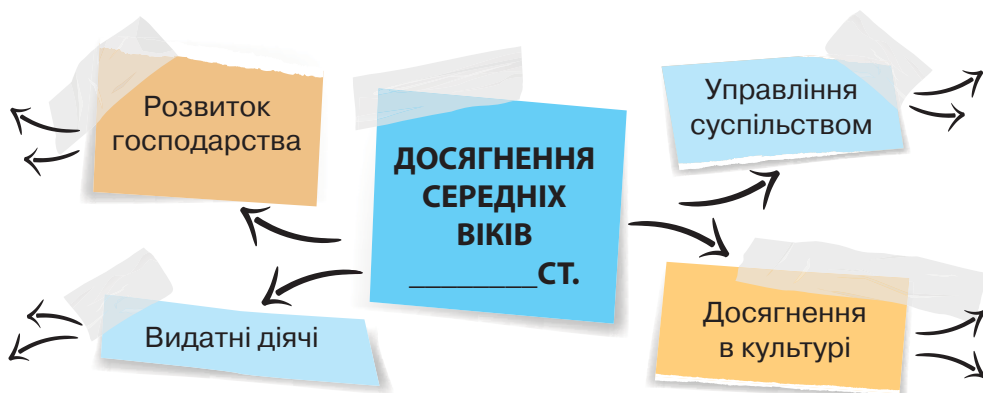 Розвиток
господарства
ДОСЯГНЕННЯ
СЕРЕДНІХ
ВІКІВ
________СТ.
Управління
суспільством
Видатні діячі
Досягнення
в культурі